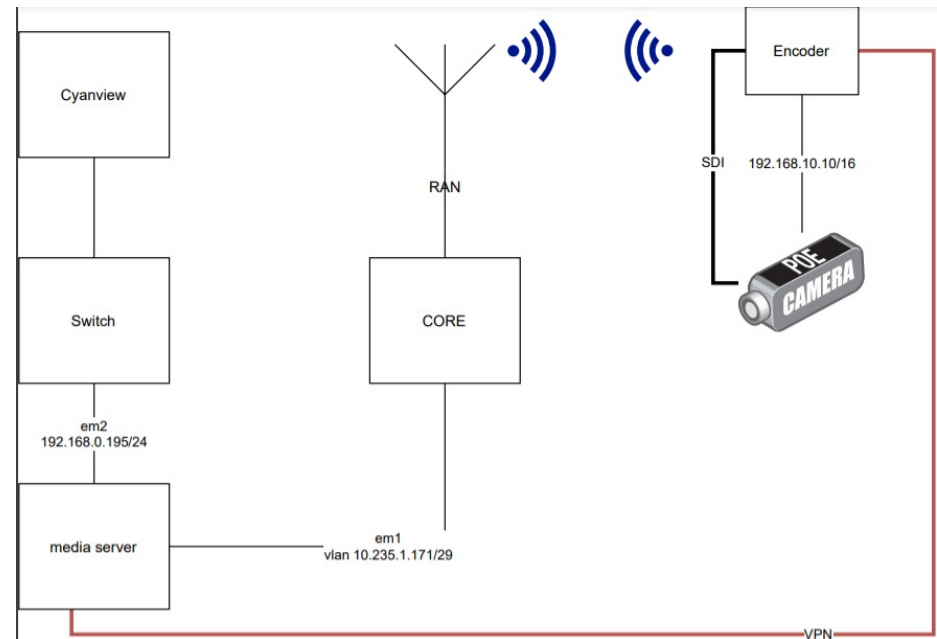 Cyanview
Encoder
SDI
192.168.10.10/16
RAN
POE
CAMERA
Switch
CORE
em2
192.168.0.195/24
media server
em1
vlan 10.235.1.171/29
VPN